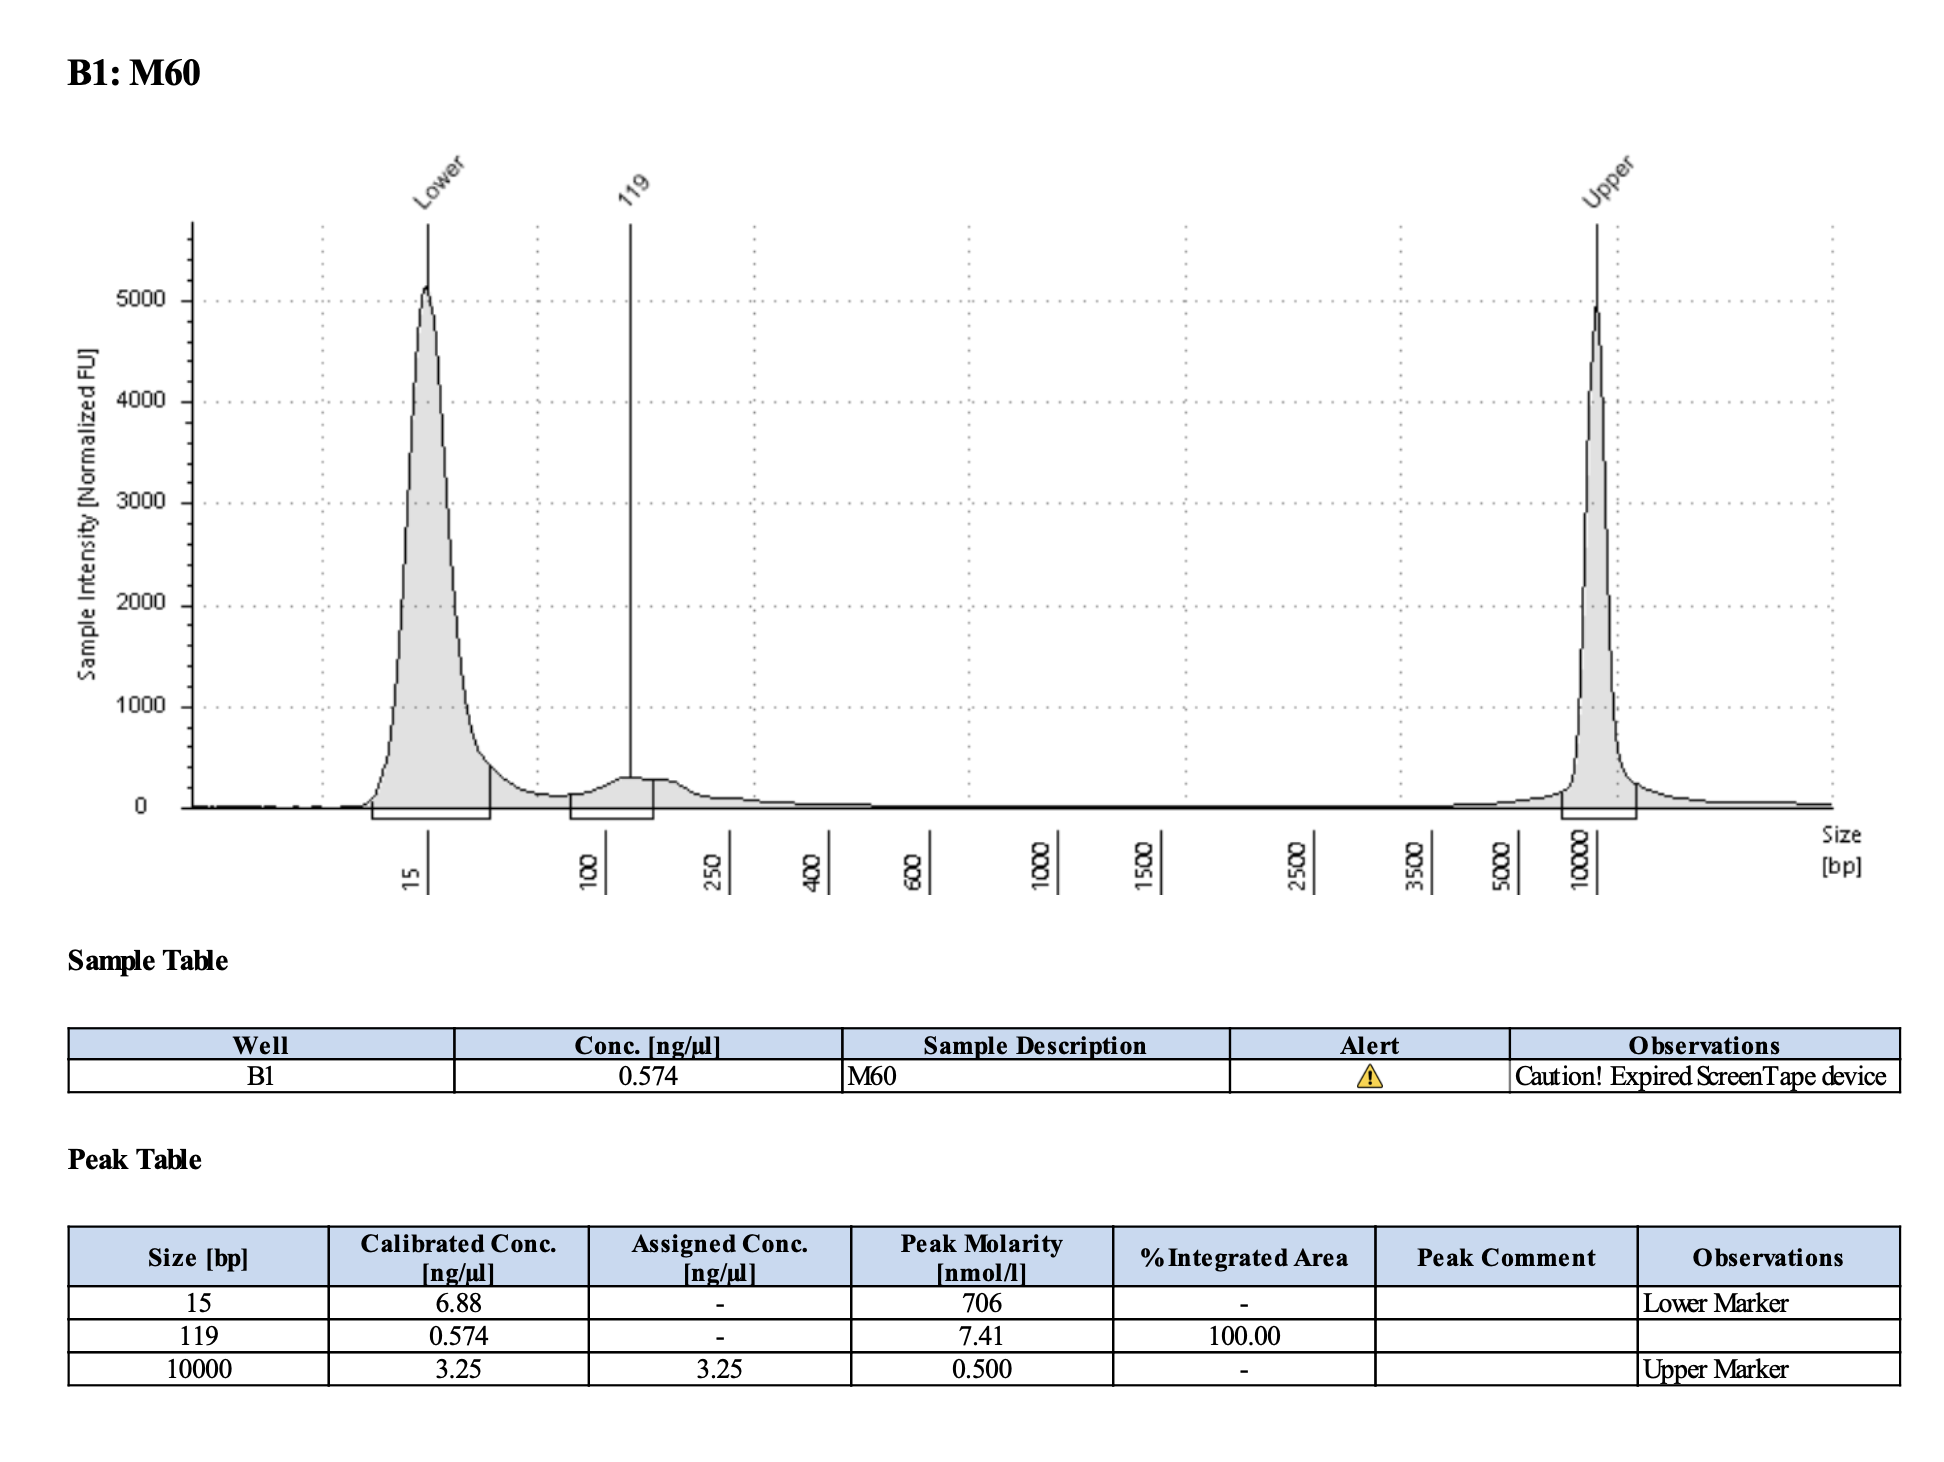 B1: M60
Lower
119
Upper
Sample Intensity [Normalized FU]
5000
4000
3000
2000
1000
0
15
100
250
400
600
1000
1500
2500
3500
5000
10000
Size
[bp]
Sample Table
Well Conc. [ng/µl] Sample Description Alert Observations
B1 0.574 M60 Caution! Expired ScreenTape device
Peak Table
Size [bp] Calibrated Conc. [ng/µl] Assigned Conc. [ng/µl] Peak Molarity [nmol/l] % Integrated Area Peak Comment Observations
15 6.88 - 706 - Lower Marker
119 0.574 - 7.41 100.00
10000 3.25 3.25 0.500 - Upper Marker